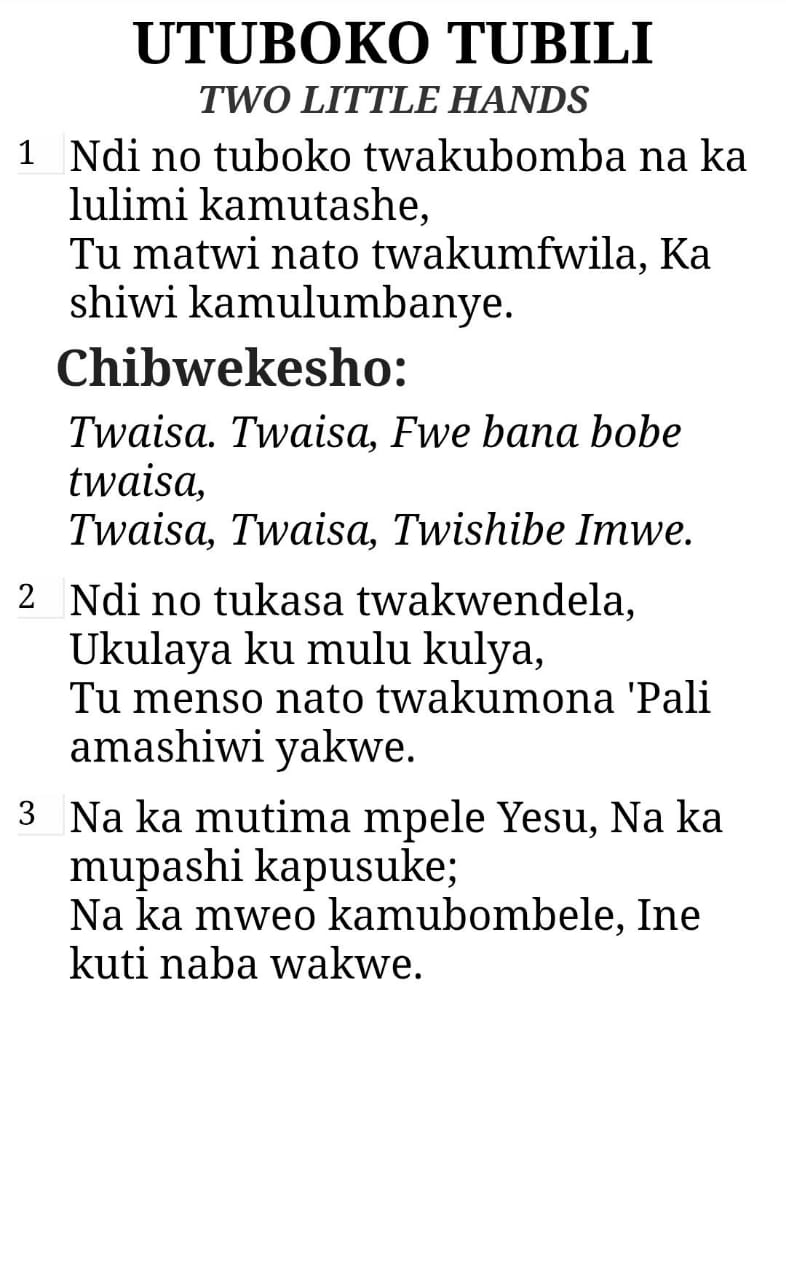 UTUBOKO TUBILI
TWO LITTLE HANDS
1 Ndi no tuboko twakubomba na ka
lulimi kamutashe,
Tu matwi nato twakumfwila, Ka
shiwi kamulumbanye.
Chibwekesho:
Twaisa. Twaisa, Fwe bana bobe
twaisa,
Twaisa, Twaisa, Twishibe Imwe.
2 Ndi no tukasa twakwendela,
Ukulaya ku mulu kulya,
Tu menso nato twakumona 'Pali
amashiwi yakwe.
3 Na ka mutima mpele Yesu, Na ka
mupashi kapusuke;
Na ka mweo kamubombele, Ine
kuti naba wakwe.